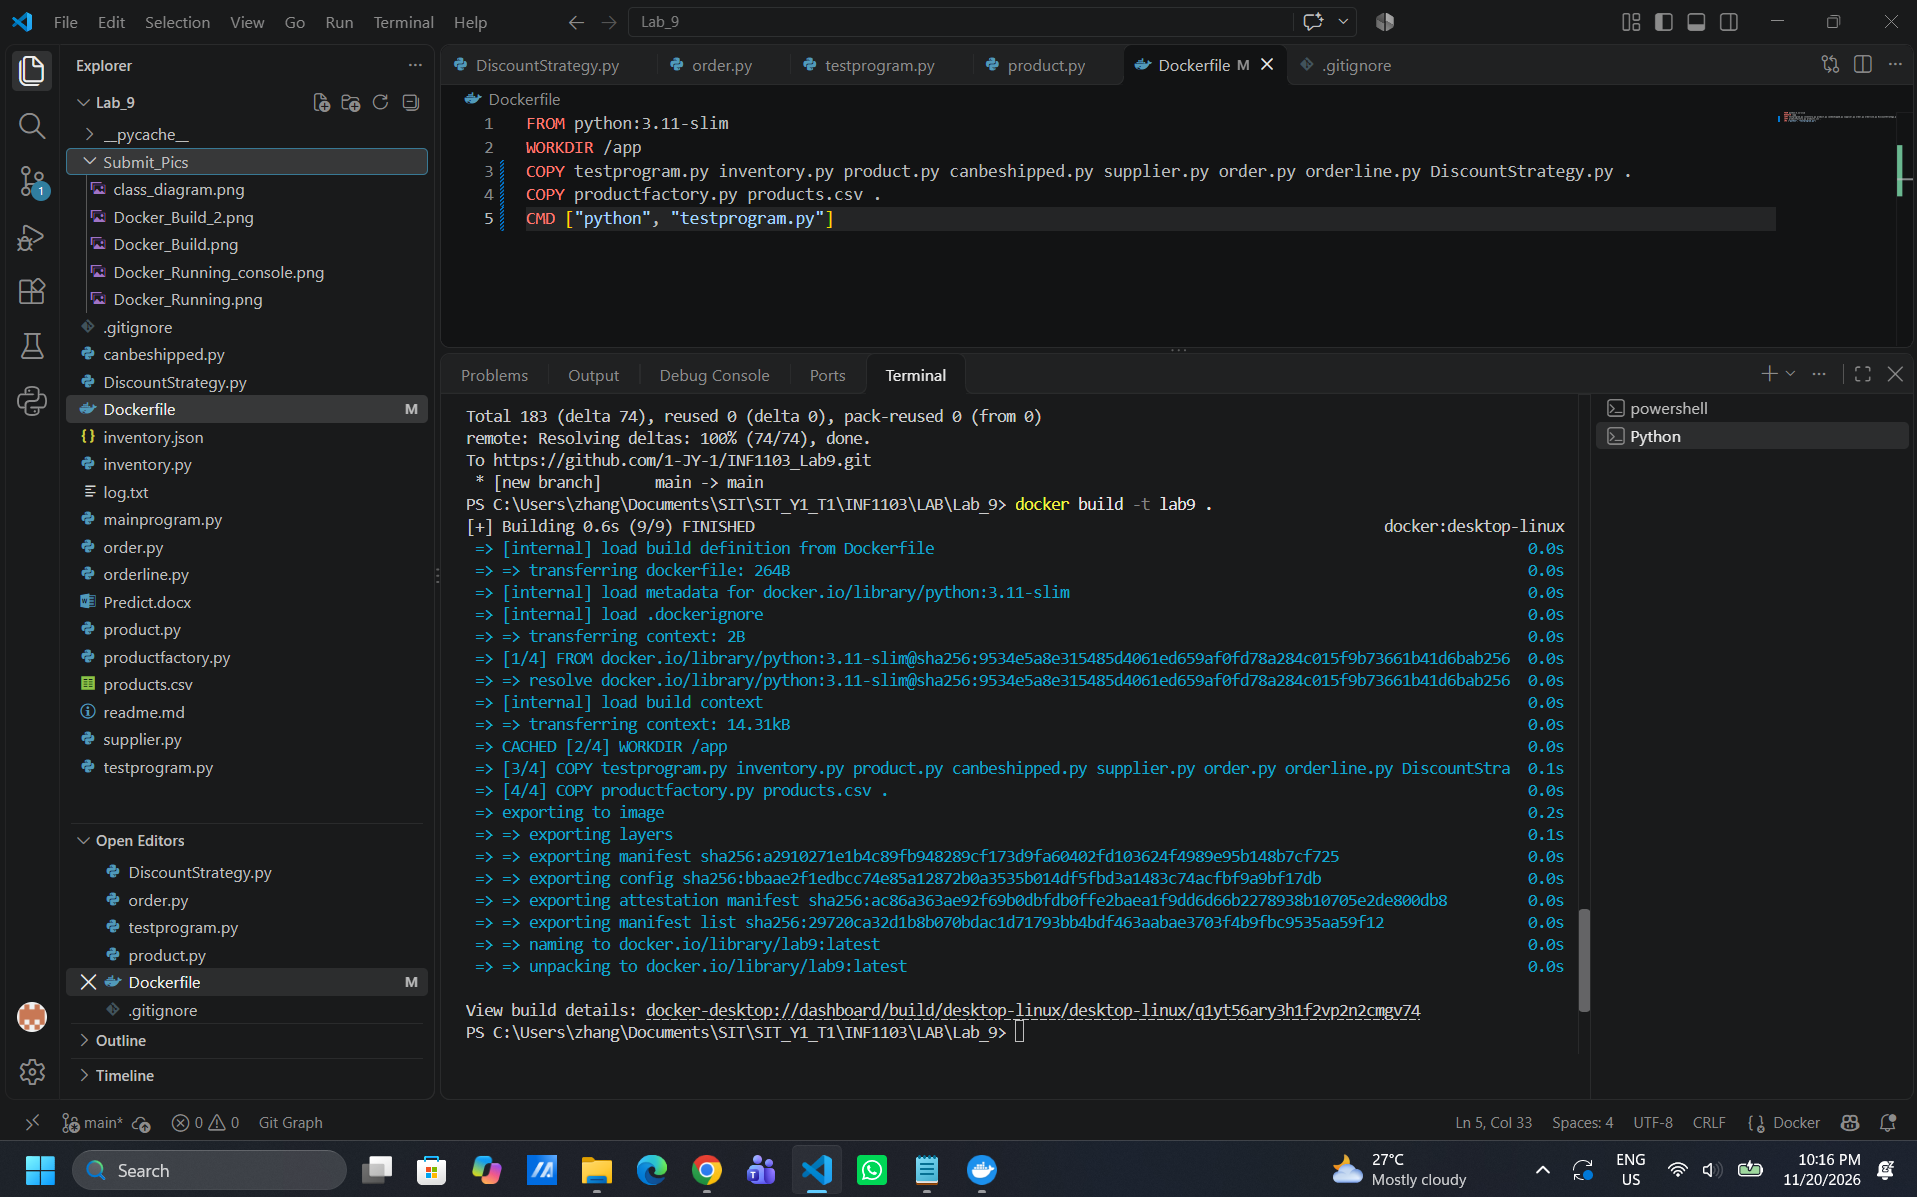 File Edit Selection View Go Run Terminal Help
Lab_9
Explorer
Lab_9
__pycache__
Submit_Pics
class_diagram.png
Docker_Build_2.png
Docker_Build.png
Docker_Running_console.png
Docker_Running.png
.gitignore
canbeshipped.py
DiscountStrategy.py
Dockerfile M
inventory.json
inventory.py
log.txt
mainprogram.py
order.py
orderline.py
Predict.docx
product.py
productfactory.py
products.csv
readme.md
supplier.py
testprogram.py
Open Editors
DiscountStrategy.py
order.py
testprogram.py
product.py
Dockerfile M
.gitignore
Outline
Timeline
1
DiscountStrategy.py order.py testprogram.py product.py Dockerfile M .gitignore
Dockerfile
1 FROM python:3.11-slim
2 WORKDIR /app
3 COPY testprogram.py inventory.py product.py canbeshipped.py supplier.py order.py orderline.py DiscountStrategy.py .
4 COPY productfactory.py products.csv .
5 CMD ["python", "testprogram.py"]
Problems Output Debug Console Ports Terminal
Total 183 (delta 74), reused 0 (delta 0), pack-reused 0 (from 0)
remote: Resolving deltas: 100% (74/74), done.
To https://github.com/1-JY-1/INF1103_Lab9.git
* [new branch] main -> main
PS C:\Users\zhang\Documents\SIT\SIT_Y1_T1\INF1103\LAB\Lab_9> docker build -t lab9 .
[+] Building 0.6s (9/9) FINISHED docker:desktop-linux
=> [internal] load build definition from Dockerfile 0.0s
=> => transferring dockerfile: 264B 0.0s
=> [internal] load metadata for docker.io/library/python:3.11-slim 0.0s
=> [internal] load .dockerignore 0.0s
=> => transferring context: 2B 0.0s
=> [1/4] FROM docker.io/library/python:3.11-slim@sha256:9534e5a8e315485d4061ed659af0fd78a284c015f9b73661b41d6bab256 0.0s
=> => resolve docker.io/library/python:3.11-slim@sha256:9534e5a8e315485d4061ed659af0fd78a284c015f9b73661b41d6bab256 0.0s
=> [internal] load build context 0.0s
=> => transferring context: 14.31kB 0.0s
=> CACHED [2/4] WORKDIR /app 0.0s
=> [3/4] COPY testprogram.py inventory.py product.py canbeshipped.py supplier.py order.py orderline.py DiscountStra 0.1s
=> [4/4] COPY productfactory.py products.csv . 0.0s
=> exporting to image 0.2s
=> => exporting layers 0.1s
=> => exporting manifest sha256:a2910271e1b4c89fb948289cf173d9fa60402fd103624f4989e95b148b7cf725 0.0s
=> => exporting config sha256:bbaae2f1edbcc74e85a12872b0a3535b014df5fbd3a1483c74acfbf9a9bf17db 0.0s
=> => exporting attestation manifest sha256:ac86a363ae92f69b0dbfdb0ffe2baea1f9dd6d66b2278938b10705e2de800db8 0.0s
=> => exporting manifest list sha256:29720ca32d1b8b070bdac1d71793bb4bdf463aabae3703f4b9fbc9535aa59f12 0.0s
=> => naming to docker.io/library/lab9:latest 0.0s
=> => unpacking to docker.io/library/lab9:latest 0.0s
View build details: docker-desktop://dashboard/build/desktop-linux/desktop-linux/q1yt56ary3h1f2vp2n2cmgv74
PS C:\Users\zhang\Documents\SIT\SIT_Y1_T1\INF1103\LAB\Lab_9>
powershell
Python
main* 0 0 Git Graph Ln 5, Col 33 Spaces: 4 UTF-8 CRLF Docker
Search
27°C
Mostly cloudy
ENG
US
10:16 PM
11/20/2026